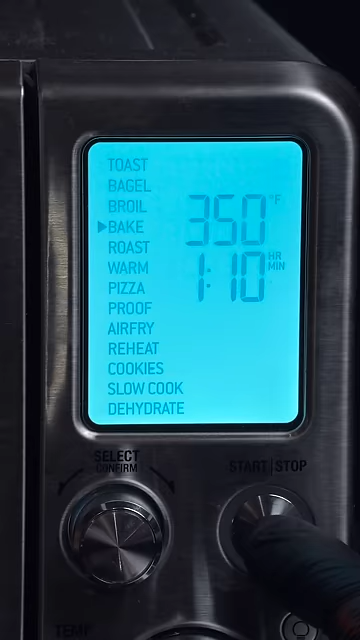 TOAST
BAGEL
BROIL
BAKE
ROAST
WARM
PIZZA
PROOF
AIRFRY
REHEAT
COOKIES
SLOW COOK
DEHYDRATE
350°F
1:10 HR MIN
SELECT
CONFIRM
START|STOP
TEMP